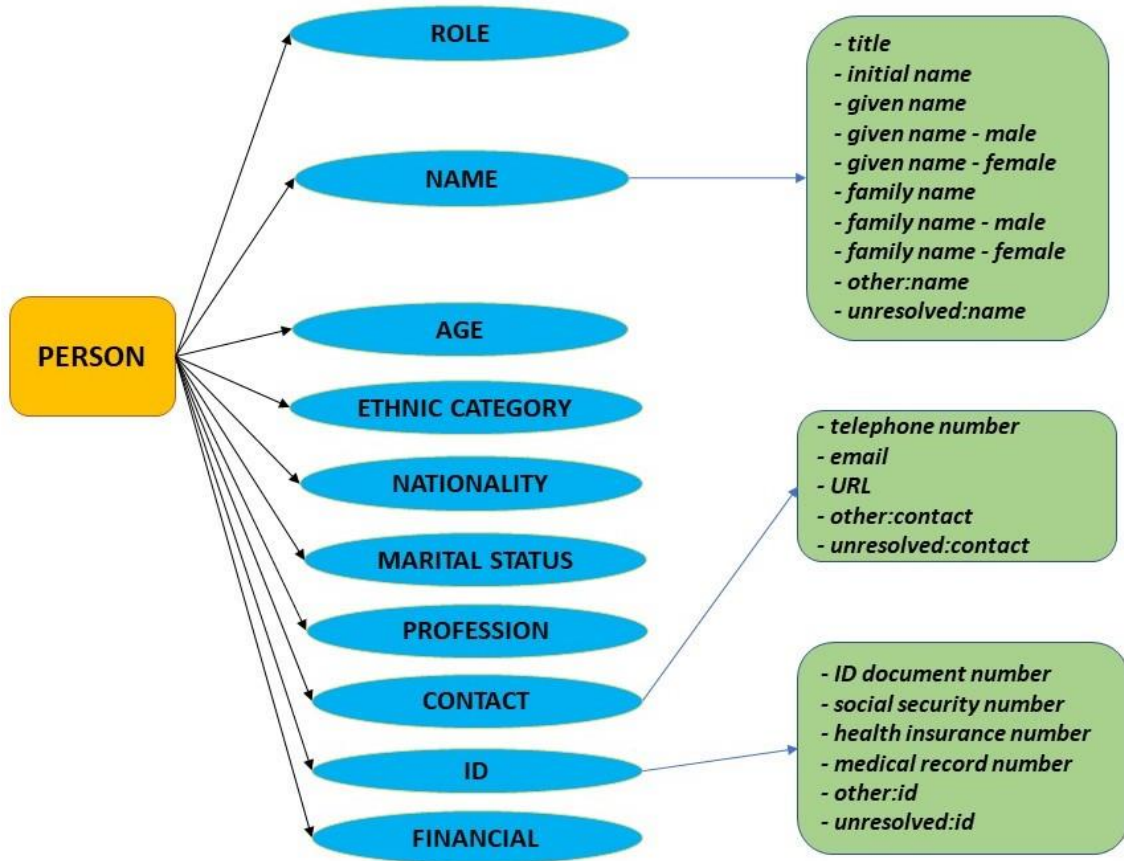 PERSON
ROLE
NAME
AGE
ETHNIC CATEGORY
NATIONALITY
MARITAL STATUS
PROFESSION
CONTACT
ID
FINANCIAL
- title
- initial name
- given name
- given name - male
- given name - female
- family name
- family name - male
- family name - female
- other:name
- unresolved:name
- telephone number
- email
- URL
- other:contact
- unresolved:contact
- ID document number
- social security number
- health insurance number
- medical record number
- other:id
- unresolved:id